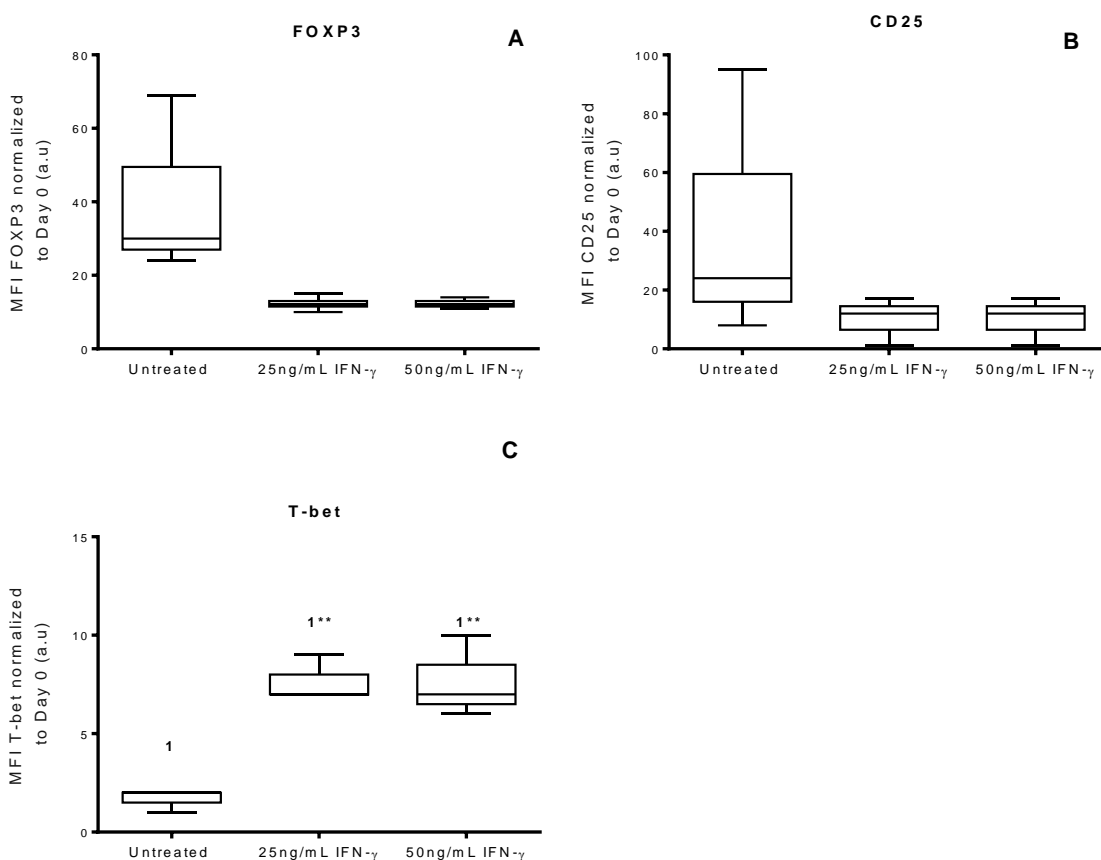 FOXP3
A
80
60
40
20
0
MFI FOXP3 normalized
to Day 0 (a.u)
Untreated 25ng/mL IFN-γ 50ng/mL IFN-γ
CD25
B
100
80
60
40
20
0
MFI CD25 normalized
to Day 0 (a.u)
Untreated 25ng/mL IFN-γ 50ng/mL IFN-γ
C
T-bet
15
10
5
0
MFI T-bet normalized
to Day 0 (a.u)
1
1**
1**
Untreated 25ng/mL IFN-γ 50ng/mL IFN-γ